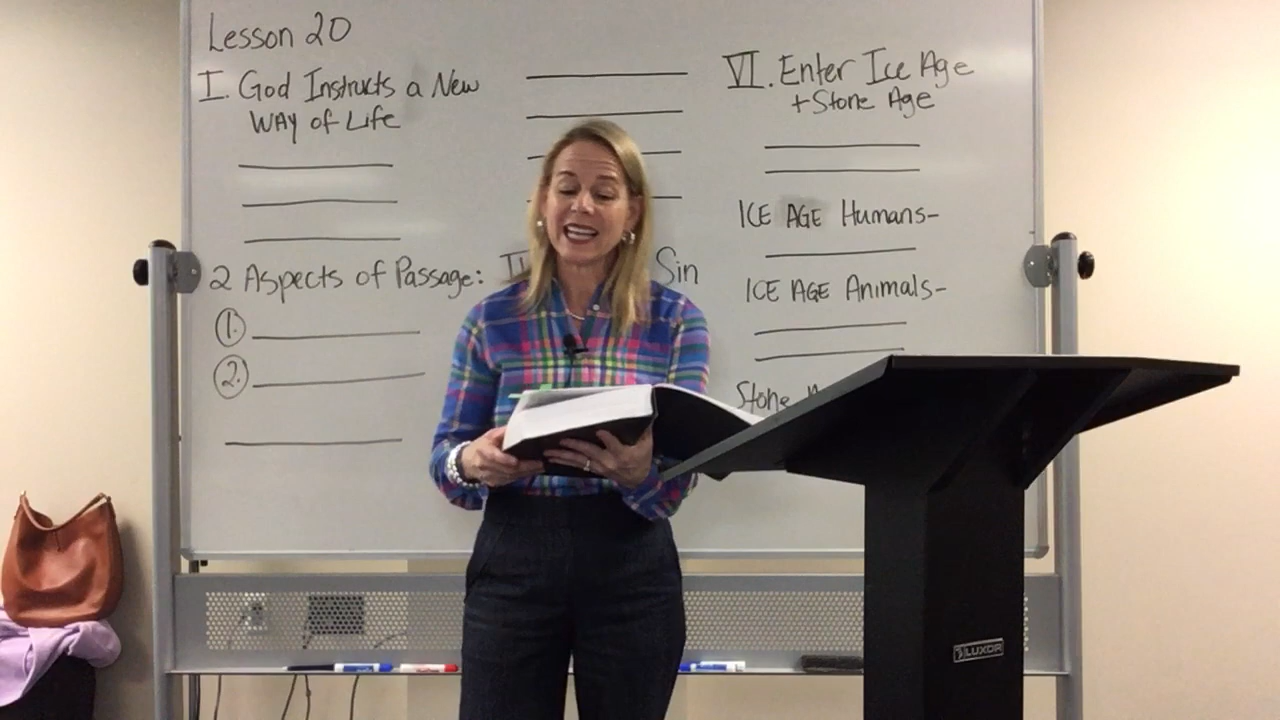 Lesson 20
I. God Instructs a New
WAY of Life
2 Aspects of Passage:
1.
2.
Sin
VI. Enter Ice Age
+ Stone Age
ICE AGE Humans-
ICE AGE Animals-
Stone
LUXOR